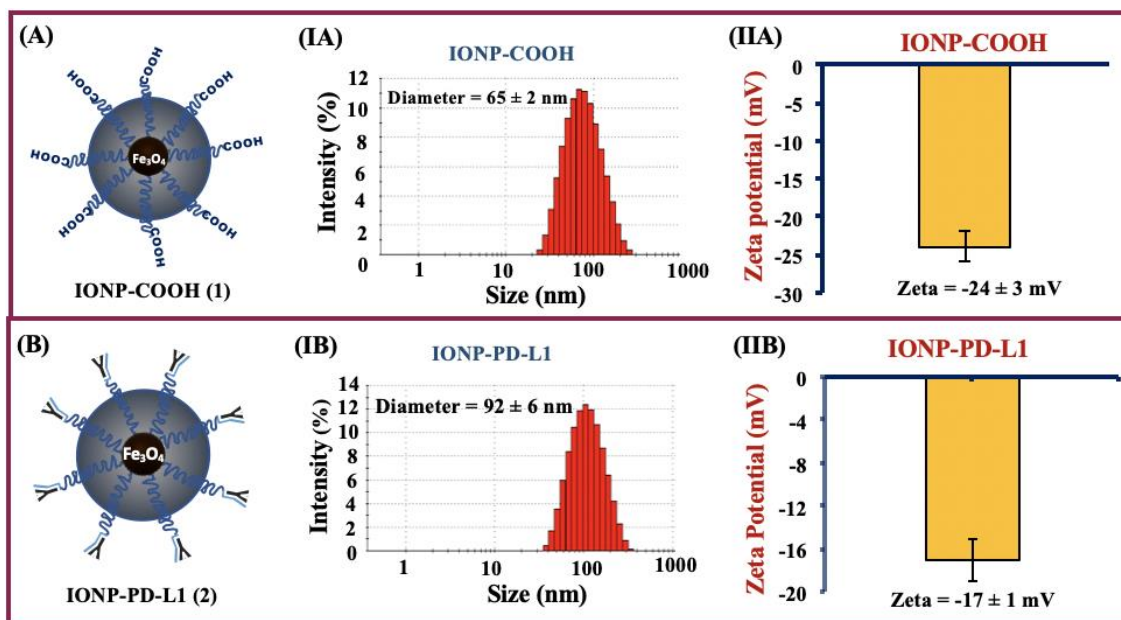 (A)
COOH
COOH
COOH
COOH
COOH
COOH
COOH
COOH
Fe₃O₄
IONP-COOH (1)
(IA)
IONP-COOH
Diameter = 65 ± 2 nm
Intensity (%)
12
10
8
6
4
2
0
1
10
100
1000
Size (nm)
(IIA)
IONP-COOH
Zeta potential (mV)
0
-5
-10
-15
-20
-25
-30
Zeta = -24 ± 3 mV
(B)
Fe₃O₄
IONP-PD-L1 (2)
(IB)
IONP-PD-L1
Diameter = 92 ± 6 nm
Intensity (%)
14
12
10
8
6
4
2
0
1
10
100
1000
Size (nm)
(IIB)
IONP-PD-L1
Zeta Potential (mV)
0
-4
-8
-12
-16
-20
Zeta = -17 ± 1 mV